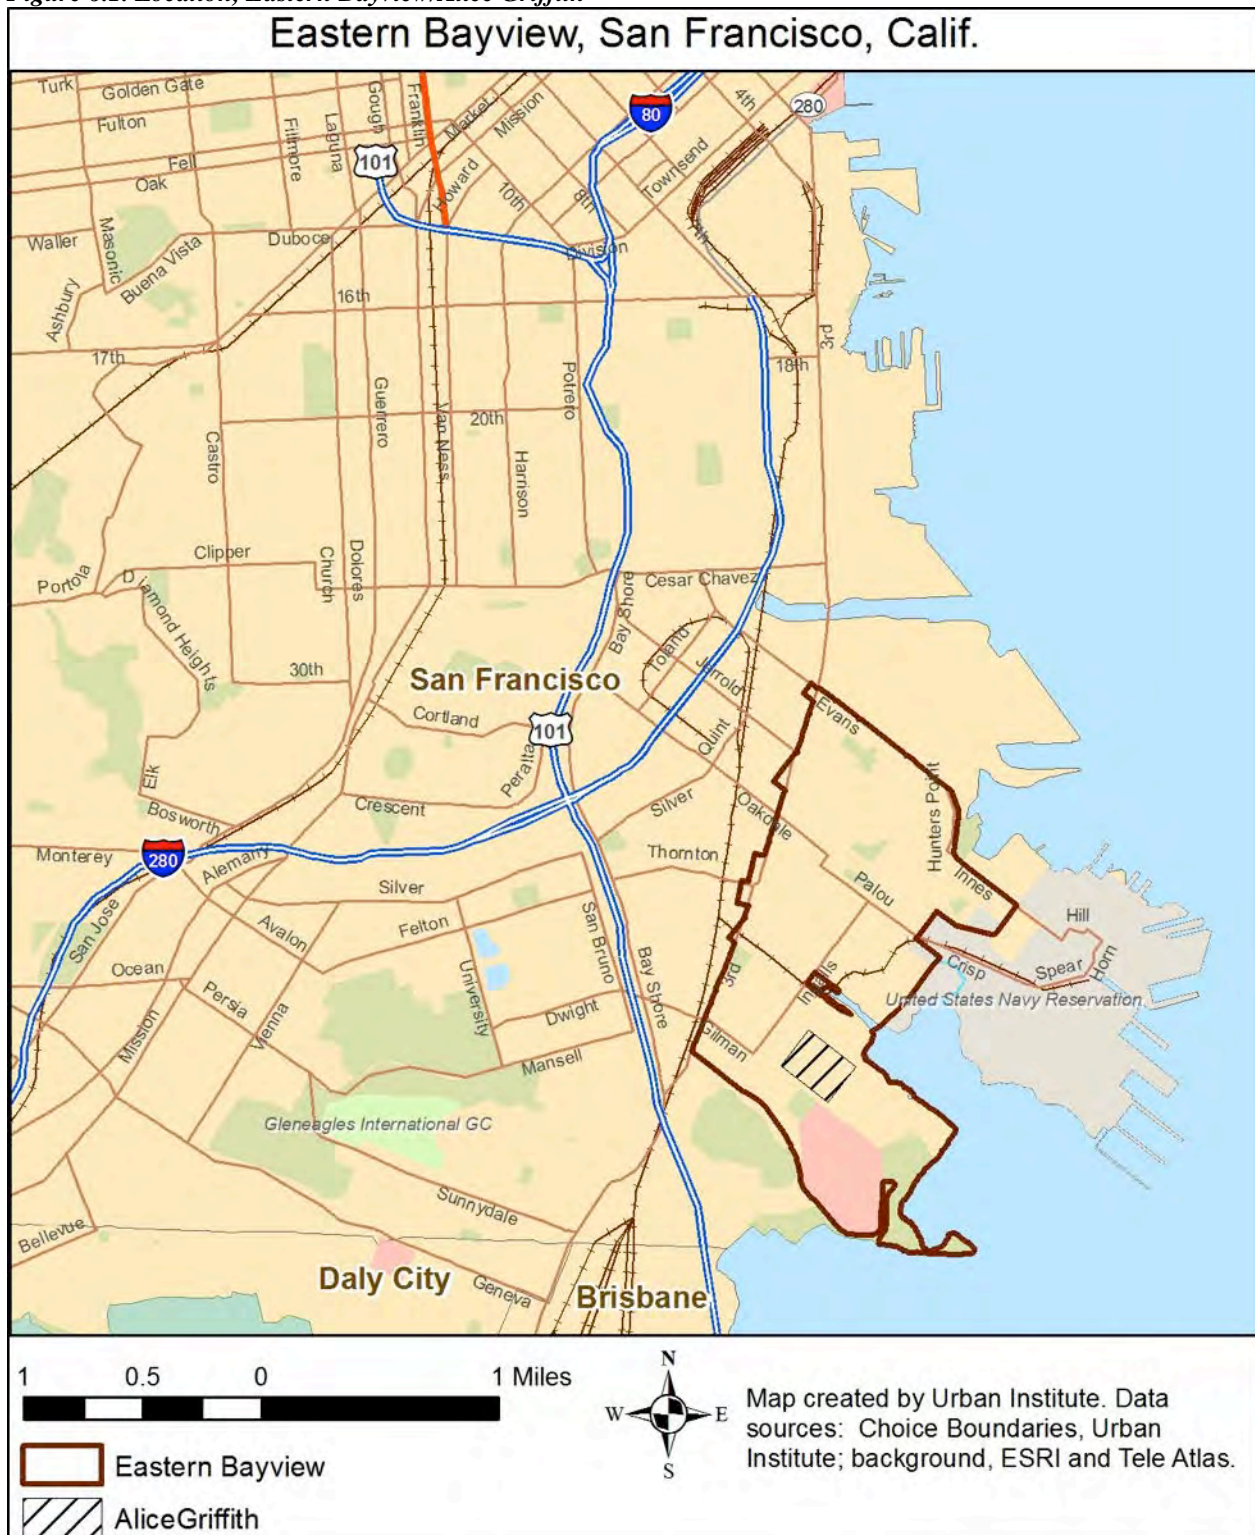 Eastern Bayview, San Francisco, Calif.
Turk
Golden Gate
Gough
Franklin
4th
280
Fulton
Fillmore
Laguna
Market
Mission
80
Fell
101
Oak
Howard
10th
8th
Townsend
7th
Waller
Masonic
Buena Vista
Duboce
Division
Ashbury
16th
17th
3rd
18th
Guerrero
Potrero
Castro
Van Ness
20th
Harrison
Portola
Diamond Heights
Clipper
Church
Dolores
Cesar Chavez
Bay Shore
Toland
Jerrold
30th
San Francisco
Cortland
101
Quint
Evans
Peralta
Elk
Bosworth
Crescent
Silver
Oakdale
Hunters Point
Monterey
280
Alemany
Thornton
Innes
Silver
Palou
San Jose
Avalon
Felton
San Bruno
Hill
Ocean
University
Bay Shore
3rd
Ingalls
Crisp
Spear
Horn
Persia
Vienna
Mission
Dwight
Mansell
Gilman
United States Navy Reservation
Gleneagles International GC
Sunnydale
Bellevue
Daly City
Geneva
Brisbane
1 0.5 0 1 Miles
N
W E
S
Map created by Urban Institute. Data
sources: Choice Boundaries, Urban
Institute; background, ESRI and Tele Atlas.
Eastern Bayview
AliceGriffith